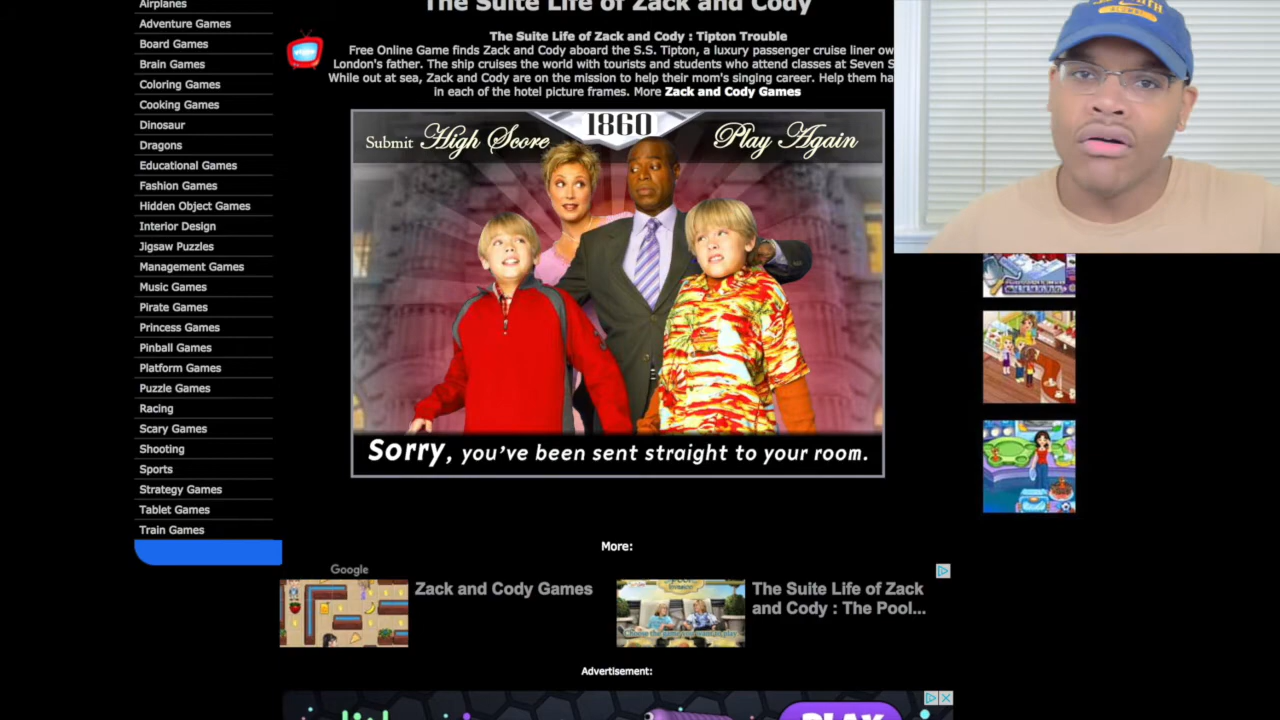 The Suite Life of Zack and Cody
Airplanes
Adventure Games
Board Games
Brain Games
Coloring Games
Cooking Games
Dinosaur
Dragons
Educational Games
Fashion Games
Hidden Object Games
Interior Design
Jigsaw Puzzles
Management Games
Music Games
Pirate Games
Princess Games
Pinball Games
Platform Games
Puzzle Games
Racing
Scary Games
Shooting
Sports
Strategy Games
Tablet Games
Train Games
The Suite Life of Zack and Cody : Tipton Trouble
Free Online Game finds Zack and Cody aboard the S.S. Tipton, a luxury passenger cruise liner ow
London's father. The ship cruises the world with tourists and students who attend classes at Seven S
While out at sea, Zack and Cody are on the mission to help their mom's singing career. Help them ha
in each of the hotel picture frames. More Zack and Cody Games
Submit High Score
1860
Play Again
Sorry, you've been sent straight to your room.
More:
Google
Zack and Cody Games
The Suite Life of Zack
and Cody : The Pool...
Advertisement:
PLAY